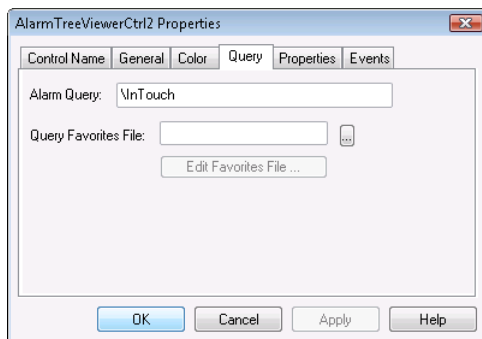 AlarmTreeViewerCtrl2 Properties
Control Name General Color Query Properties Events
Alarm Query: \InTouch
Query Favorites File: ...
Edit Favorites File ...
OK Cancel Apply Help